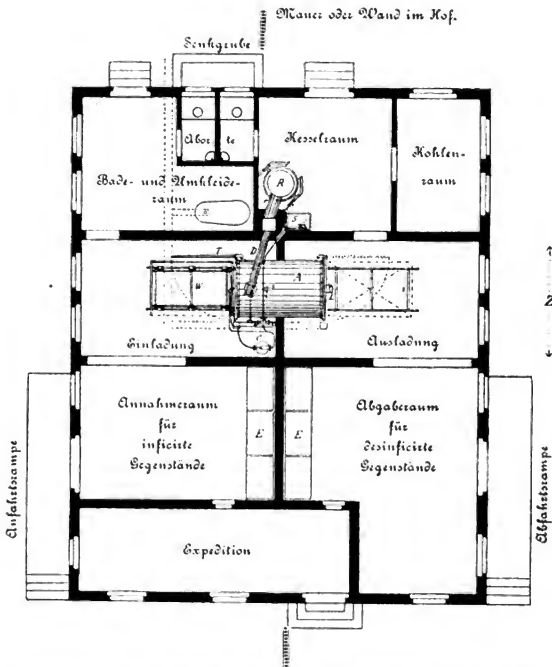 Mauer oder Wand im Hof.
Senkgrube
Abor te
Kesselraum
Kohlen-
raum
Bade- und Umkleide-
raum
R
S
T
D
W
A
Einladung
Ausladung
Annahmeraum
für
inficirte
Gegenstände
E
E
Abgaberaum
für
desinficirte
Gegenstände
Anfahrtsrampe
Abfahrtsrampe
Expedition